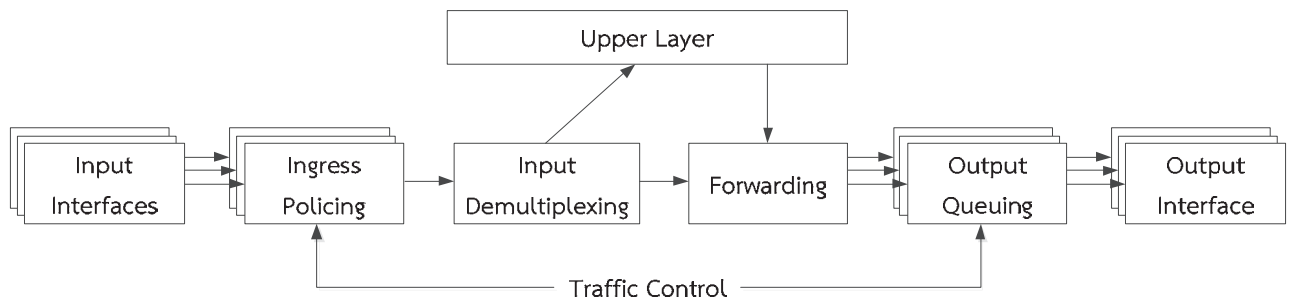 Upper Layer
Input
Interfaces
Ingress
Policing
Input
Demultiplexing
Forwarding
Output
Queuing
Output
Interface
Traffic Control